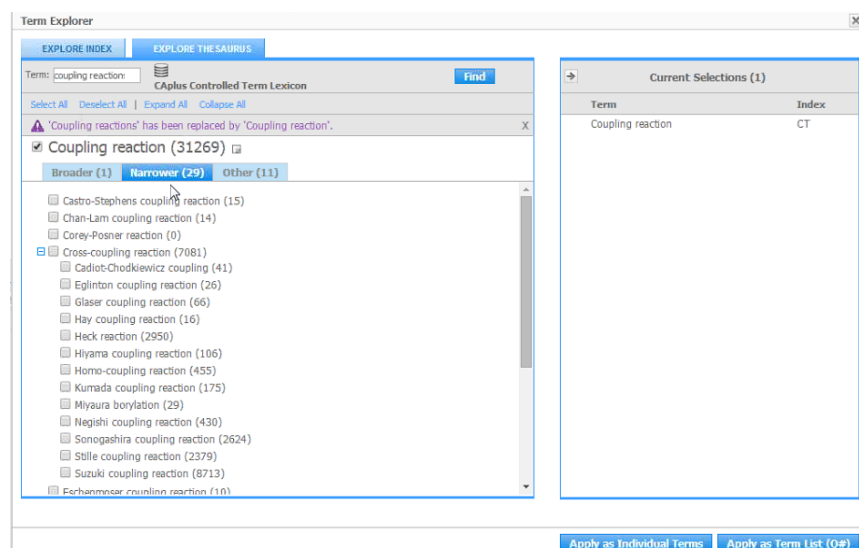 Term Explorer
EXPLORE INDEX
EXPLORE THESAURUS
Term: coupling reaction
CAplus Controlled Term Lexicon
Find
Select All Deselect All | Expand All Collapse All
'Coupling reactions' has been replaced by 'Coupling reaction'. X
Coupling reaction (31269)
Broader (1) Narrower (29) Other (11)
Castro-Stephens coupling reaction (15)
Chan-Lam coupling reaction (14)
Corey-Posner reaction (0)
Cross-coupling reaction (7081)
Cadiot-Chodkiewicz coupling (41)
Eglinton coupling reaction (26)
Glaser coupling reaction (66)
Hay coupling reaction (16)
Heck reaction (2950)
Hiyama coupling reaction (106)
Homo-coupling reaction (455)
Kumada coupling reaction (175)
Miyaura borylation (29)
Negishi coupling reaction (430)
Sonogashira coupling reaction (2624)
Stille coupling reaction (2379)
Suzuki coupling reaction (8713)
Eschenmoser coupling reaction (10)
Current Selections (1)
Term Index
Coupling reaction CT
Apply as Individual Terms Apply as Term List (0#)